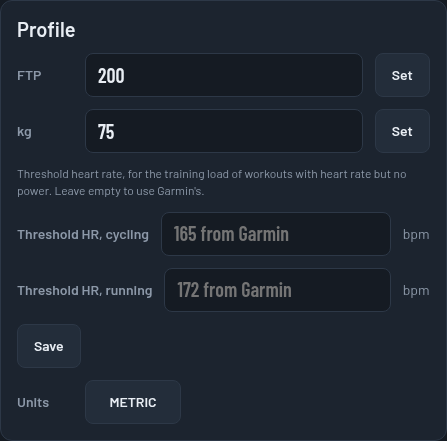 Profile
FTP 200 Set
kg 75 Set
Threshold heart rate, for the training load of workouts with heart rate but no
power. Leave empty to use Garmin's.
Threshold HR, cycling 165 from Garmin bpm
Threshold HR, running 172 from Garmin bpm
Save
Units METRIC